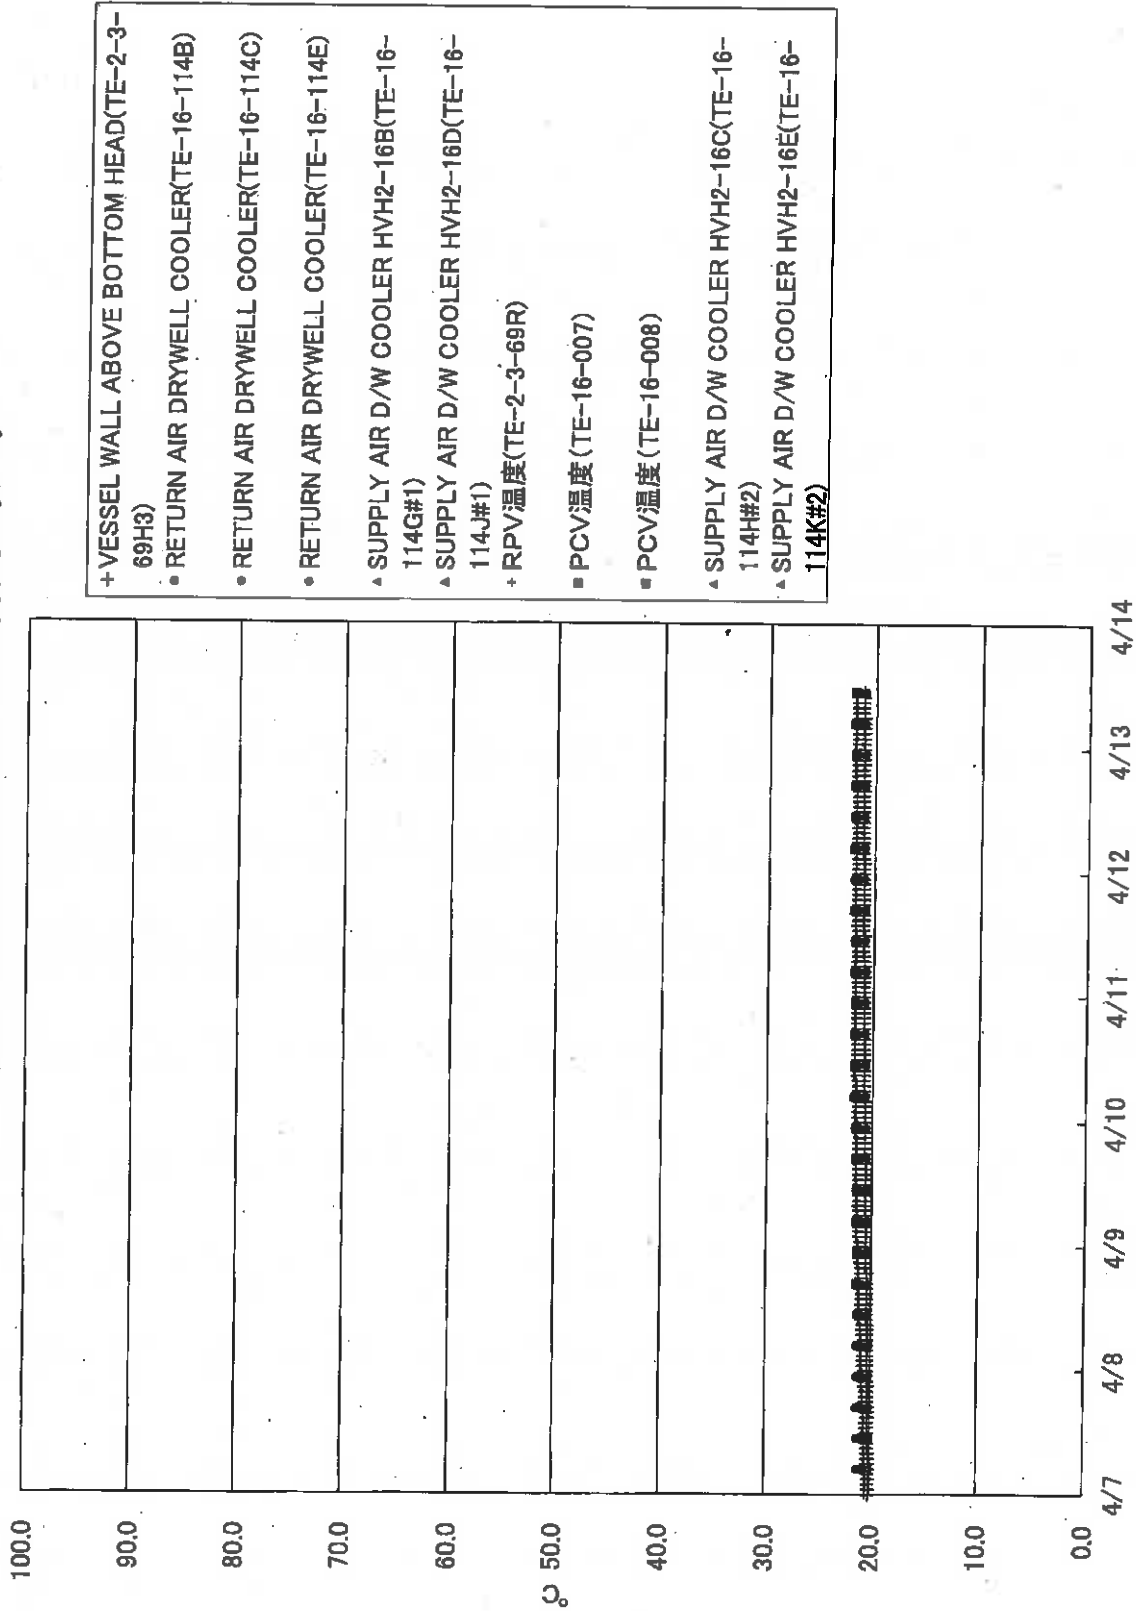 +VESSEL WALL ABOVE BOTTOM HEAD(TE-2-3-
69H3)
•RETURN AIR DRYWELL COOLER(TE-16-114B)
•RETURN AIR DRYWELL COOLER(TE-16-114C)
•RETURN AIR DRYWELL COOLER(TE-16-114E)
▲SUPPLY AIR D/W COOLER HVH2-16B(TE-16-
114G#1)
▲SUPPLY AIR D/W COOLER HVH2-16D(TE-16-
114J#1)
+RPV温度(TE-2-3-69R)
■PCV温度(TE-16-007)
■PCV温度(TE-16-008)
▲SUPPLY AIR D/W COOLER HVH2-16C(TE-16-
114H#2)
▲SUPPLY AIR D/W COOLER HVH2-16E(TE-16-
114K#2)
100.0
90.0
80.0
70.0
60.0
50.0
40.0
30.0
20.0
10.0
0.0
℃
4/7
4/8
4/9
4/10
4/11
4/12
4/13
4/14